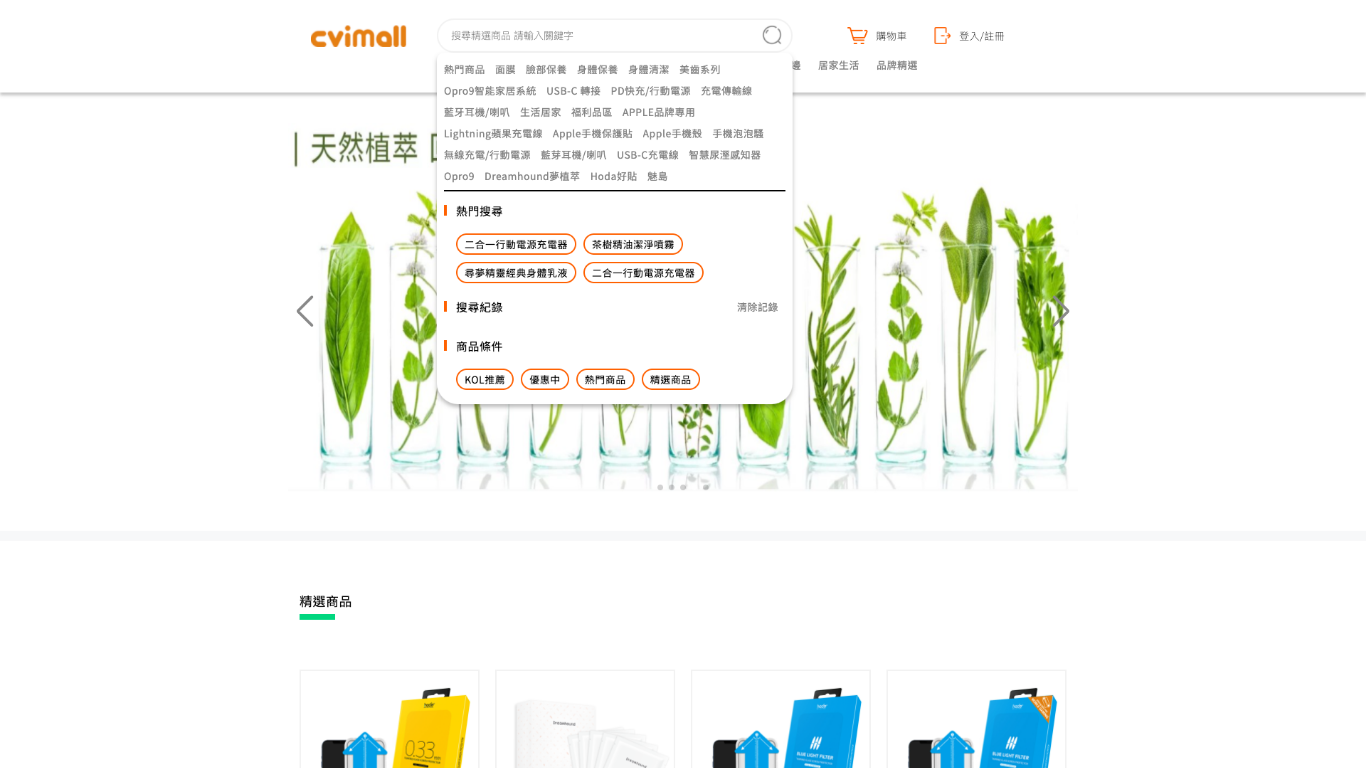 cvimall
搜尋精選商品 請輸入關鍵字
購物車
登入/註冊
邊 居家生活 品牌精選
熱門商品 面膜 臉部保養 身體保養 身體清潔 美齒系列
Opro9智能家居系統 USB-C 轉接 PD快充/行動電源 充電傳輸線
藍牙耳機/喇叭 生活居家 福利品區 APPLE品牌專用
Lightning蘋果充電線 Apple手機保護貼 Apple手機殼 手機泡泡騷
無線充電/行動電源 藍芽耳機/喇叭 USB-C充電線 智慧尿溼感知器
Opro9 Dreamhound夢植萃 Hoda好貼 魅島
天然植萃
熱門搜尋
二合一行動電源充電器 茶樹精油潔淨噴霧
尋夢精靈經典身體乳液 二合一行動電源充電器
搜尋紀錄 清除記錄
商品條件
KOL推薦 優惠中 熱門商品 精選商品
精選商品
0.33
BLUE LIGHT FILTER
BLUE LIGHT FILTER